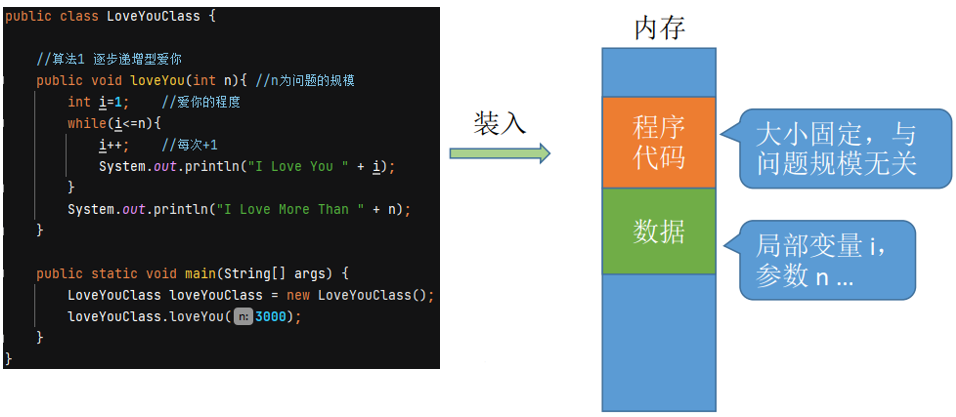 public class LoveYouClass {
//算法1 逐步递增型爱你
public void loveYou(int n){ //n为问题的规模
int i=1; //爱你的程度
while(i<=n){
i++; //每次+1
System.out.println("I Love You " + i);
}
System.out.println("I Love More Than " + n);
}
public static void main(String[] args) {
LoveYouClass loveYouClass = new LoveYouClass();
loveYouClass.loveYou( n: 3000);
}
}
装入
内存
程序
代码
数据
大小固定，与
问题规模无关
局部变量 i，
参数 n ...